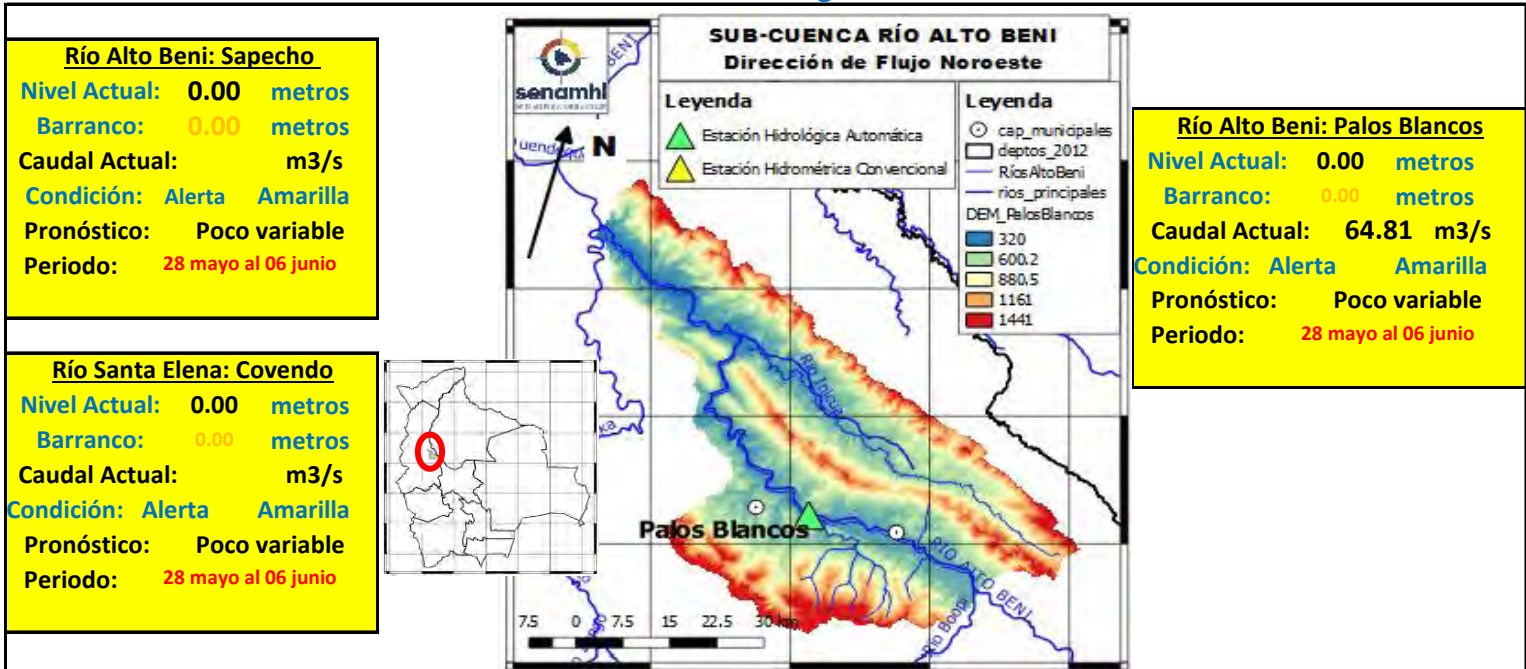 Río Alto Beni: Sapecho
Nivel Actual: 0.00 metros
Barranco: 0.00 metros
Caudal Actual: m3/s
Condición: Alerta Amarilla
Pronóstico: Poco variable
Periodo: 28 mayo al 06 junio
Río Santa Elena: Covendo
Nivel Actual: 0.00 metros
Barranco: 0.00 metros
Caudal Actual: m3/s
Condición: Alerta Amarilla
Pronóstico: Poco variable
Periodo: 28 mayo al 06 junio
senamhi
BENI
SUB-CUENCA RÍO ALTO BENI
Dirección de Flujo Noroeste
N
Leyenda
Estación Hidrológica Automática
Estación Hidrométrica Convencional
Leyenda
cap_municipales
deptos_2012
RíosAltoBeni
rios_principales
DEM_PalosBlancos
320
600.2
880.5
1161
1441
Río Inicua
Palos Blancos
RÍO ALTO BENI
Río Boopi
7.5 0 7.5 15 22.5 30 km
Río Alto Beni: Palos Blancos
Nivel Actual: 0.00 metros
Barranco: 0.00 metros
Caudal Actual: 64.81 m3/s
Condición: Alerta Amarilla
Pronóstico: Poco variable
Periodo: 28 mayo al 06 junio